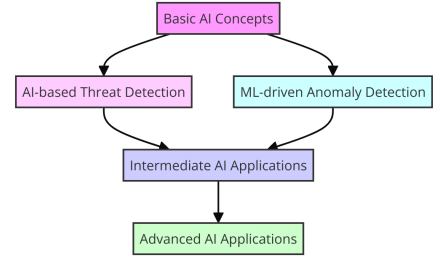 Basic AI Concepts
AI-based Threat Detection
ML-driven Anomaly Detection
Intermediate AI Applications
Advanced AI Applications